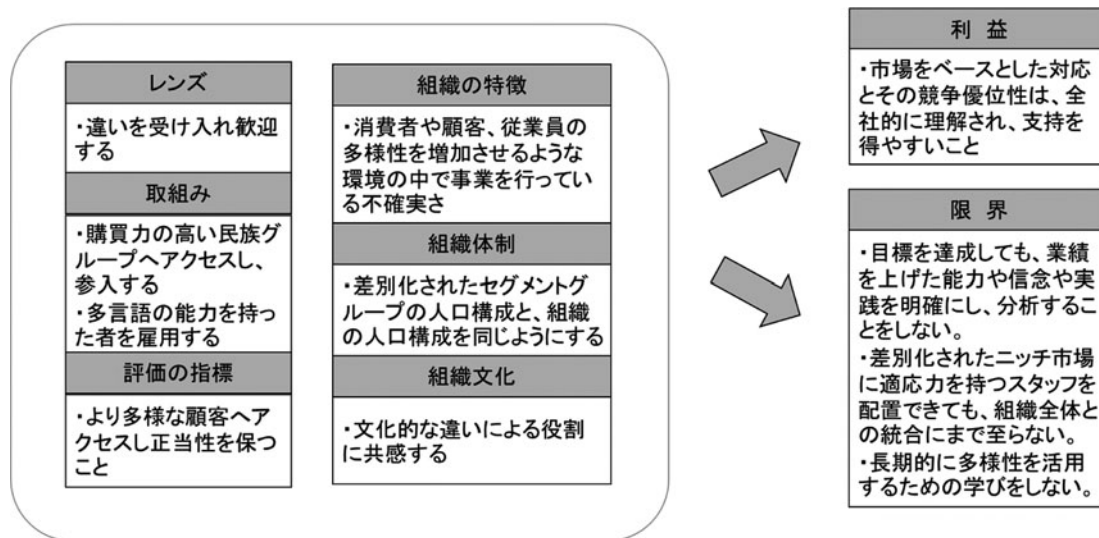 レンズ
・違いを受け入れ歓迎
する
取組み
・購買力の高い民族グ
ループへアクセスし、
参入する
・多言語の能力を持っ
た者を雇用する
評価の指標
・より多様な顧客へア
クセスし正当性を保つ
こと
組織の特徴
・消費者や顧客、従業員の
多様性を増加させるような
環境の中で事業を行ってい
る不確実さ
組織体制
・差別化されたセグメントグ
ループの人口構成と、組織
の人口構成を同じようにする
組織文化
・文化的な違いによる役割
に共感する
利 益
・市場をベースとした対応
とその競争優位性は、全
社的に理解され、支持を
得やすいこと
限 界
・目標を達成しても、業績
を上げた能力や信念や実
践を明確にし、分析するこ
とをしない。
・差別化されたニッチ市場
に適応力を持つスタッフを
配置できても、組織全体と
の統合にまで至らない。
・長期的に多様性を活用
するための学びをしない。